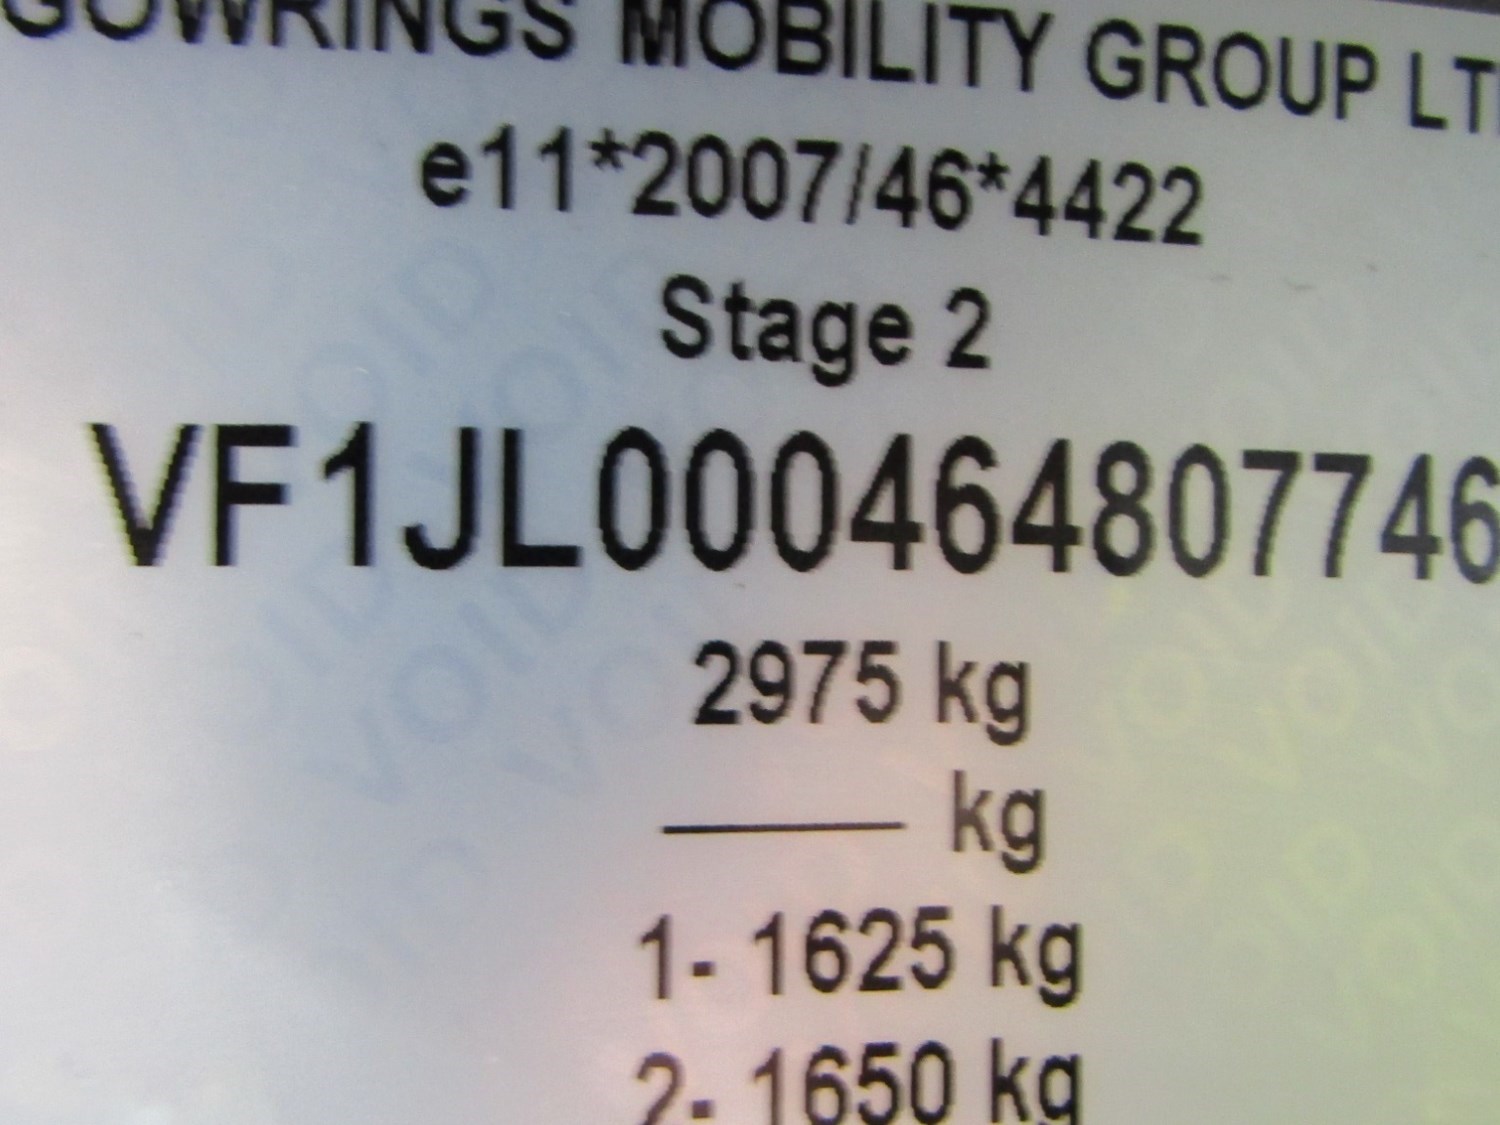 GOWRINGS MOBILITY GROUP LT
e11*2007/46*4422
Stage 2
VF1JL000464807746
2975 kg
kg
1- 1625 kg
2- 1650 kg